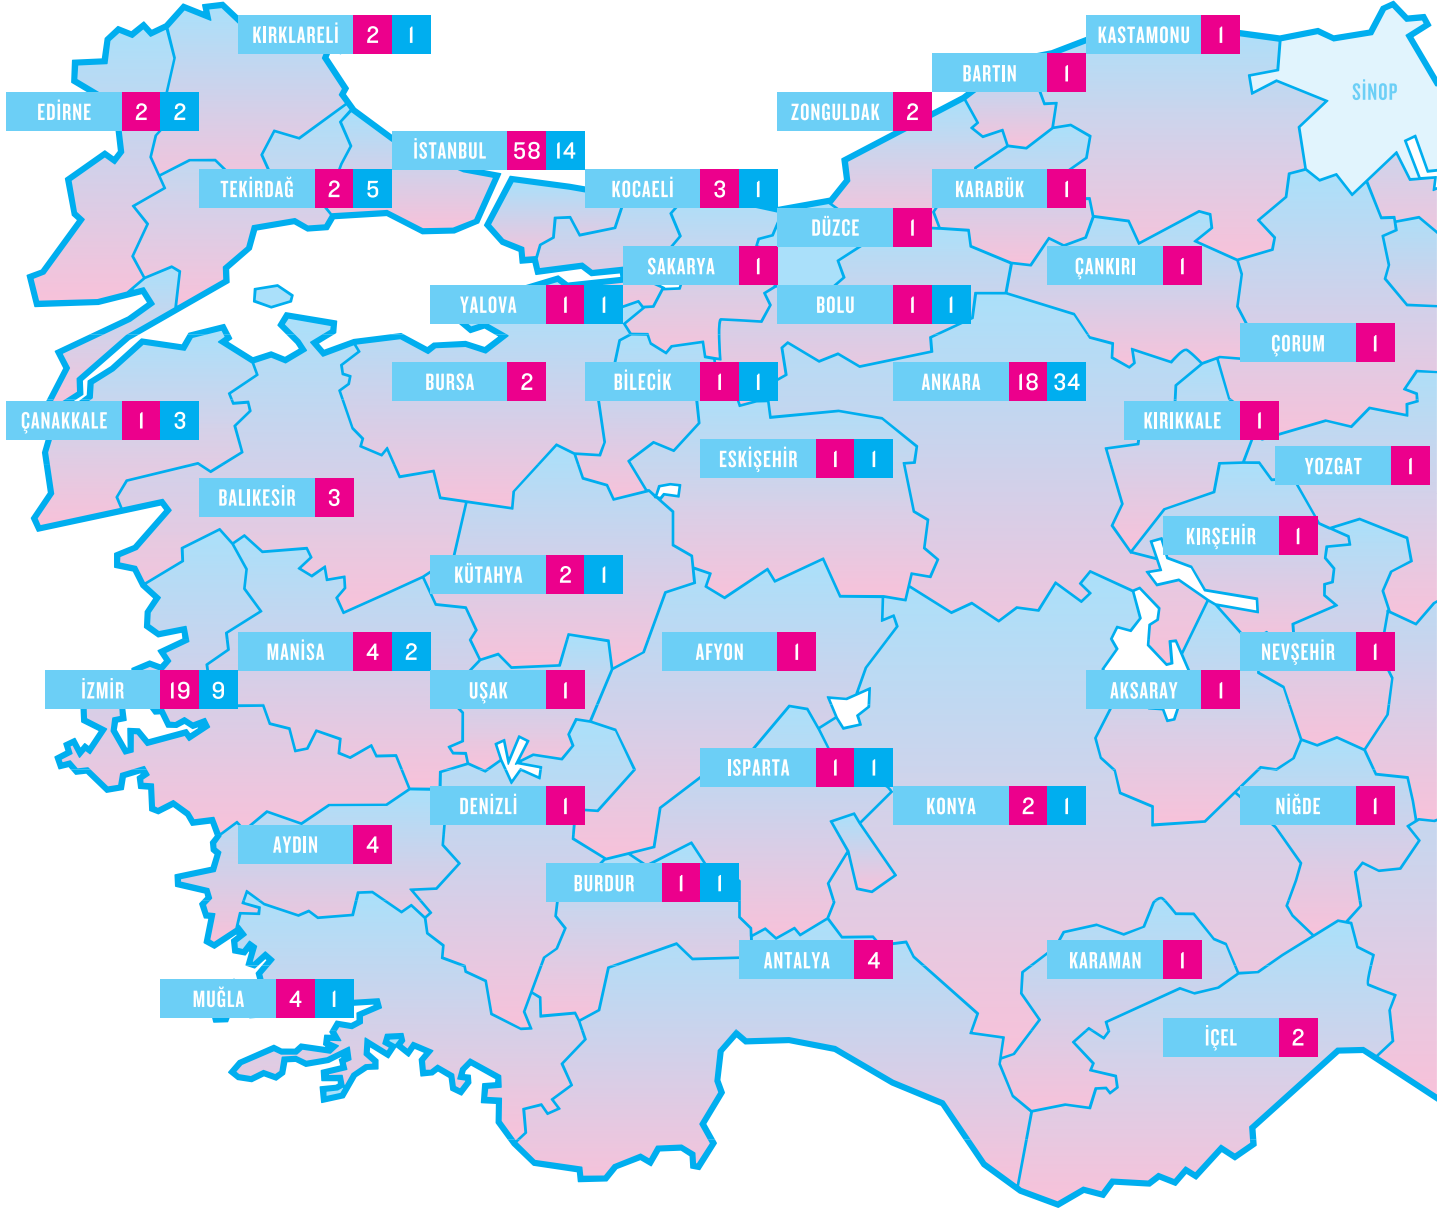 KIRKLARELİ 2 1
KASTAMONU 1
BARTIN 1
SİNOP
EDİRNE 2 2
ZONGULDAK 2
İSTANBUL 58 14
TEKİRDAĞ 2 5
KOCAELİ 3 1
KARABÜK 1
DÜZCE 1
SAKARYA 1
ÇANKIRI 1
YALOVA 1 1
BOLU 1 1
ÇORUM 1
BURSA 2
BİLECİK 1 1
ANKARA 18 34
ÇANAKKALE 1 3
KIRIKKALE 1
ESKİŞEHİR 1 1
YOZGAT 1
BALIKESİR 3
KIRŞEHİR 1
KÜTAHYA 2 1
MANİSA 4 2
AFYON 1
NEVŞEHİR 1
İZMİR 19 9
UŞAK 1
AKSARAY 1
ISPARTA 1 1
DENİZLİ 1
KONYA 2 1
NİĞDE 1
AYDIN 4
BURDUR 1 1
ANTALYA 4
KARAMAN 1
MUĞLA 4 1
İÇEL 2